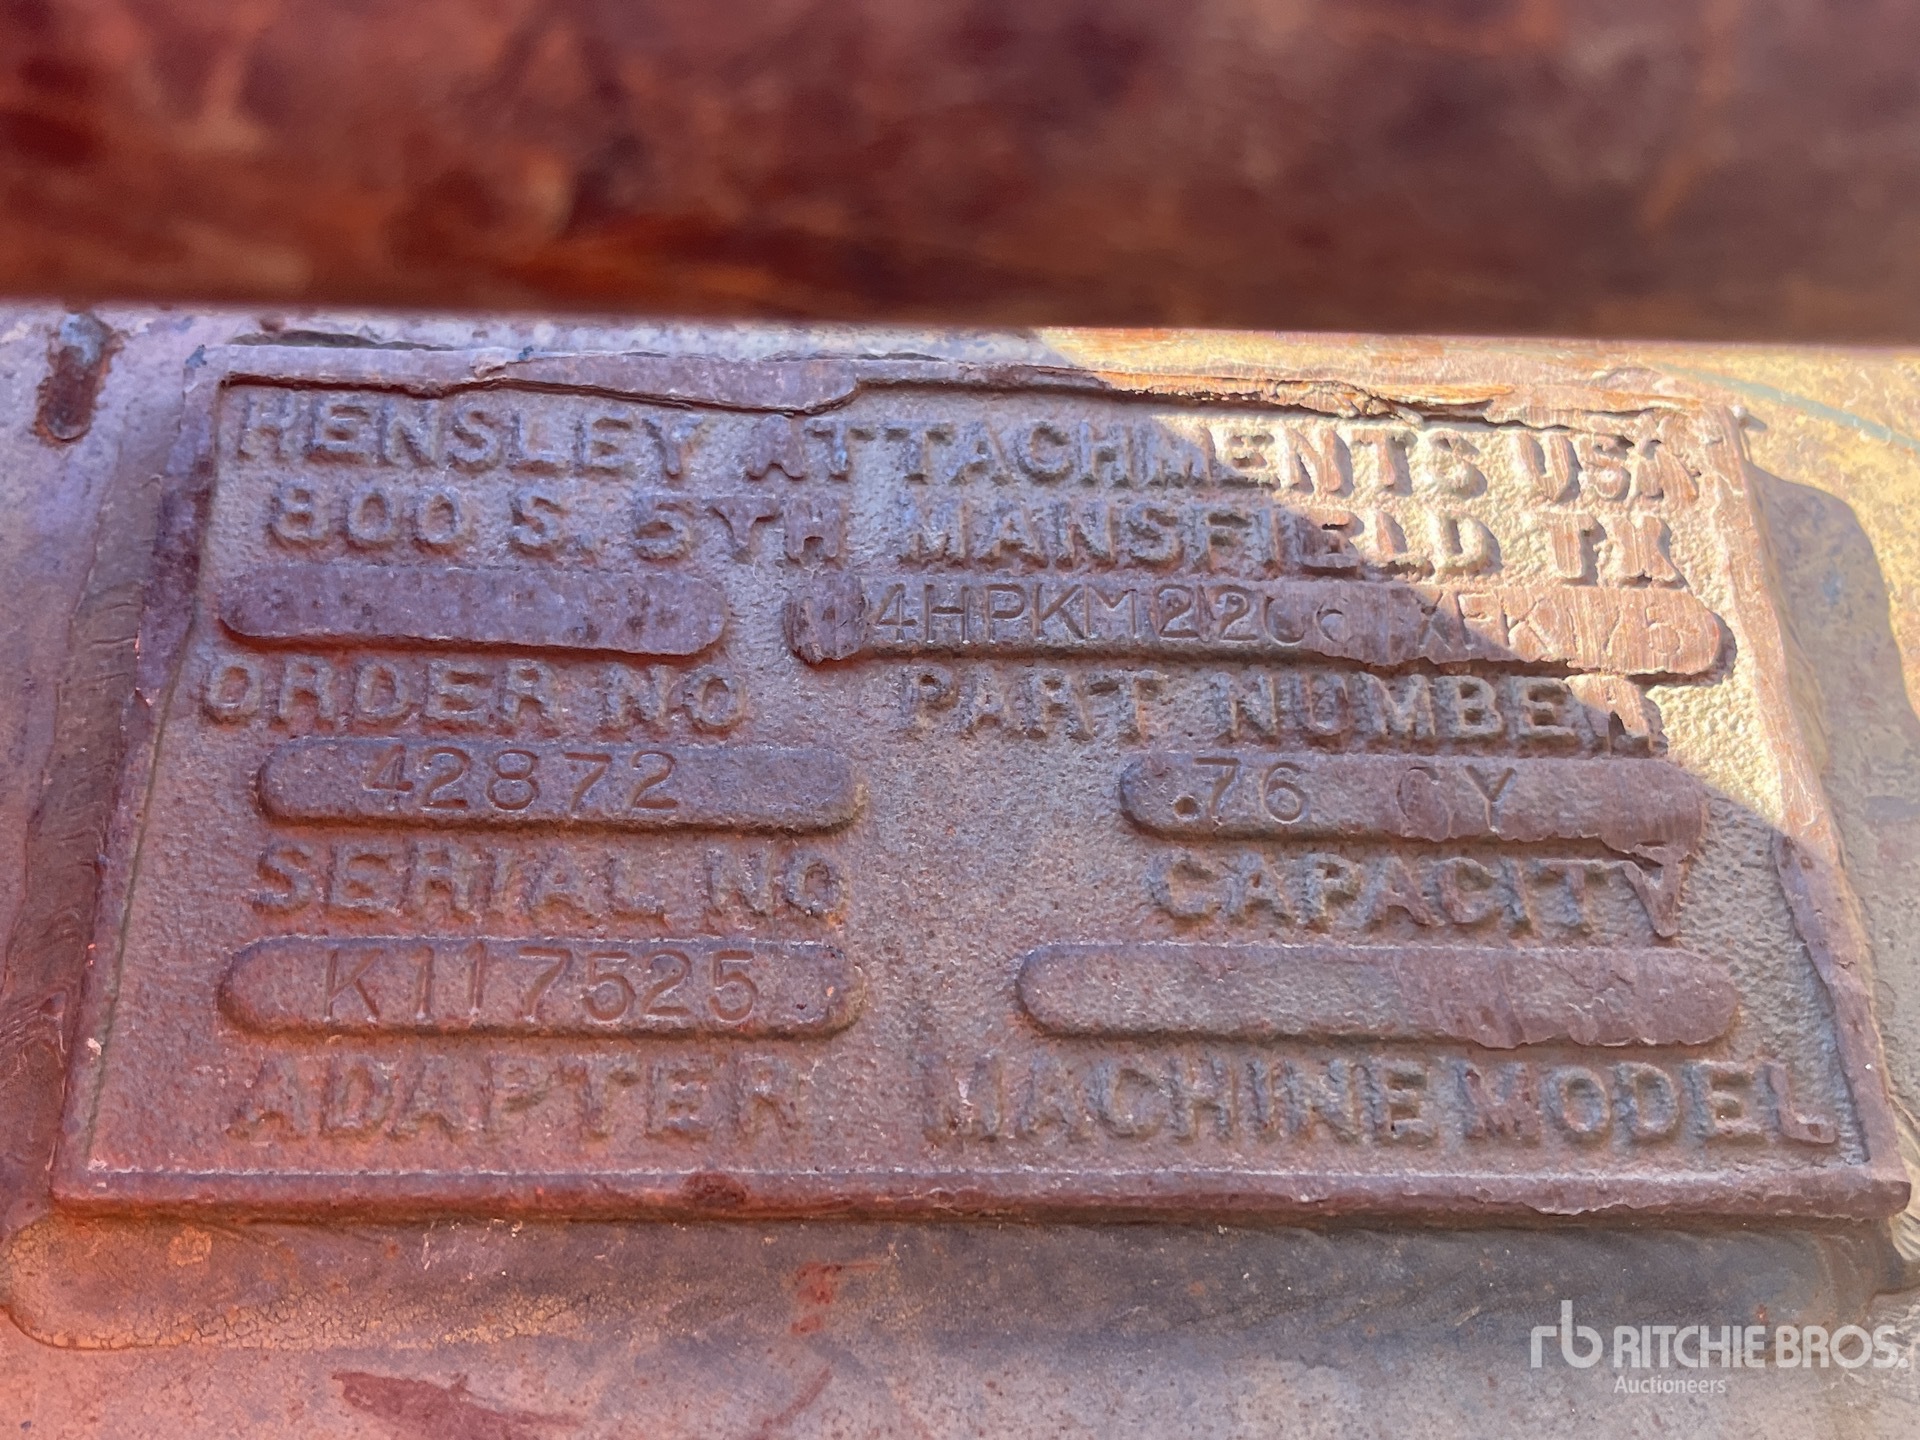 HENSLEY ATTACHMENTS USA
800 S. 5TH MANSFIELD TX
ORDER NO PART NUMBER
42872 .76 CY
SERIAL NO CAPACITY
K117525
ADAPTER MACHINE MODEL
rb RITCHIE BROS.
Auctioneers